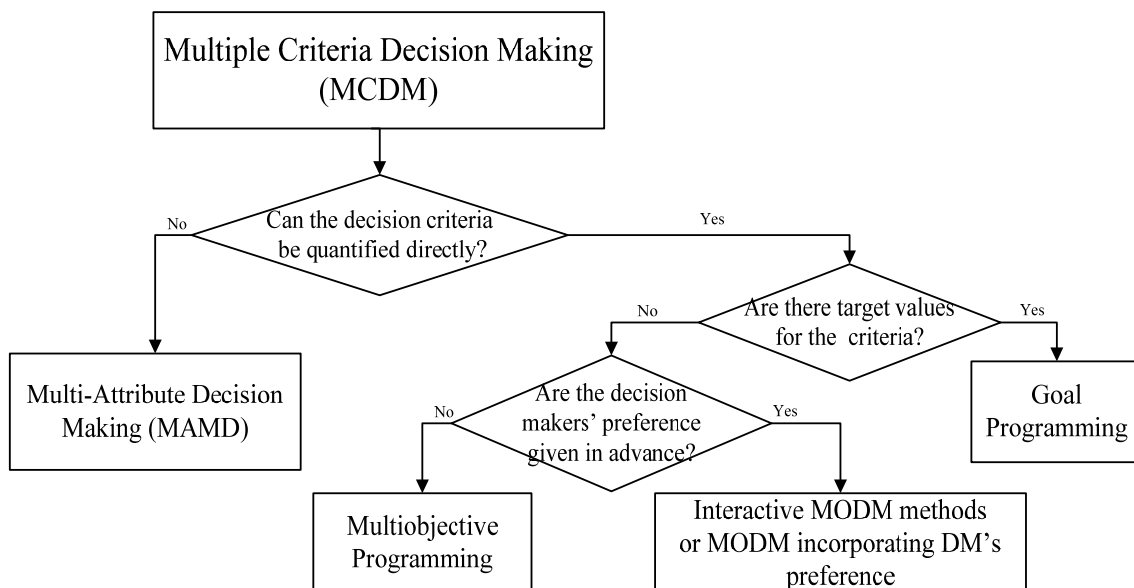 Multiple Criteria Decision Making
(MCDM)
Can the decision criteria
be quantified directly?
No
Yes
Are there target values
for the criteria?
No
Yes
Multi-Attribute Decision
Making (MAMD)
Are the decision
makers’ preference
given in advance?
Goal
Programming
No
Yes
Multiobjective
Programming
Interactive MODM methods
or MODM incorporating DM’s
preference